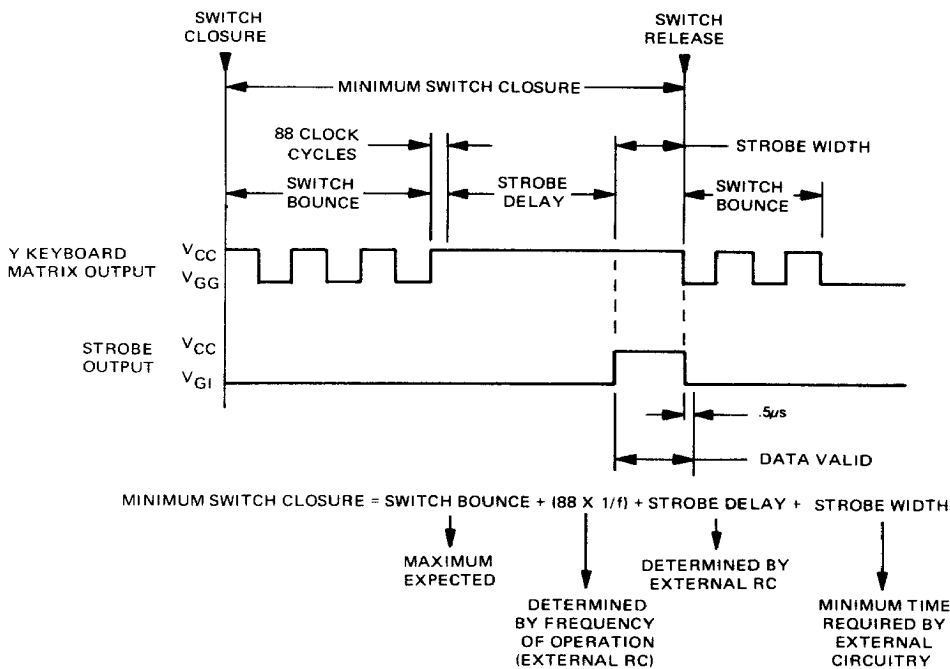 SWITCH
CLOSURE
SWITCH
RELEASE
MINIMUM SWITCH CLOSURE
88 CLOCK
CYCLES
STROBE WIDTH
SWITCH
BOUNCE
STROBE
DELAY
SWITCH
BOUNCE
Y KEYBOARD
MATRIX OUTPUT
VCC
VGG
STROBE
OUTPUT
VCC
VGI
.5μs
DATA VALID
MINIMUM SWITCH CLOSURE = SWITCH BOUNCE + (88 X 1/f) + STROBE DELAY + STROBE WIDTH
MAXIMUM
EXPECTED
DETERMINED
BY FREQUENCY
OF OPERATION
(EXTERNAL RC)
DETERMINED BY
EXTERNAL RC
MINIMUM TIME
REQUIRED BY
EXTERNAL
CIRCUITRY